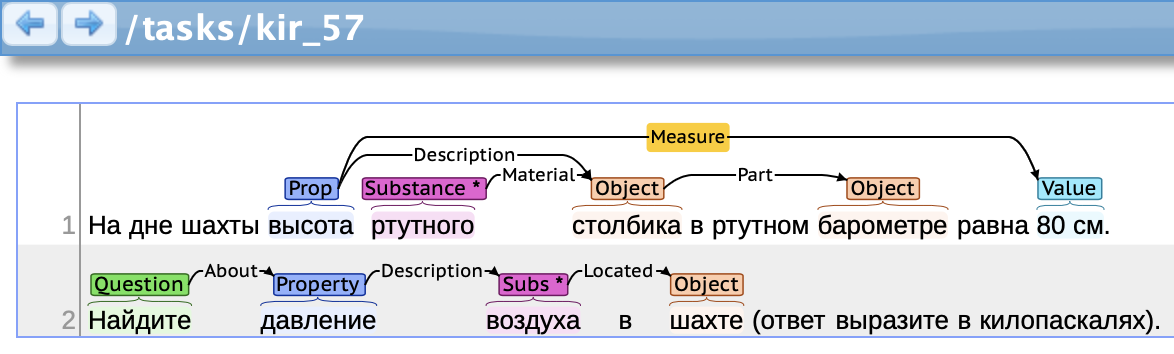 /tasks/kir_57
Measure
Description
Material
Part
Prop
Substance *
Object
Object
Value
1 На дне шахты высота ртутного столбика в ртутном барометре равна 80 см.
About
Description
Located
Question
Property
Subs *
Object
2 Найдите давление воздуха в шахте (ответ выразите в килопаскалях).